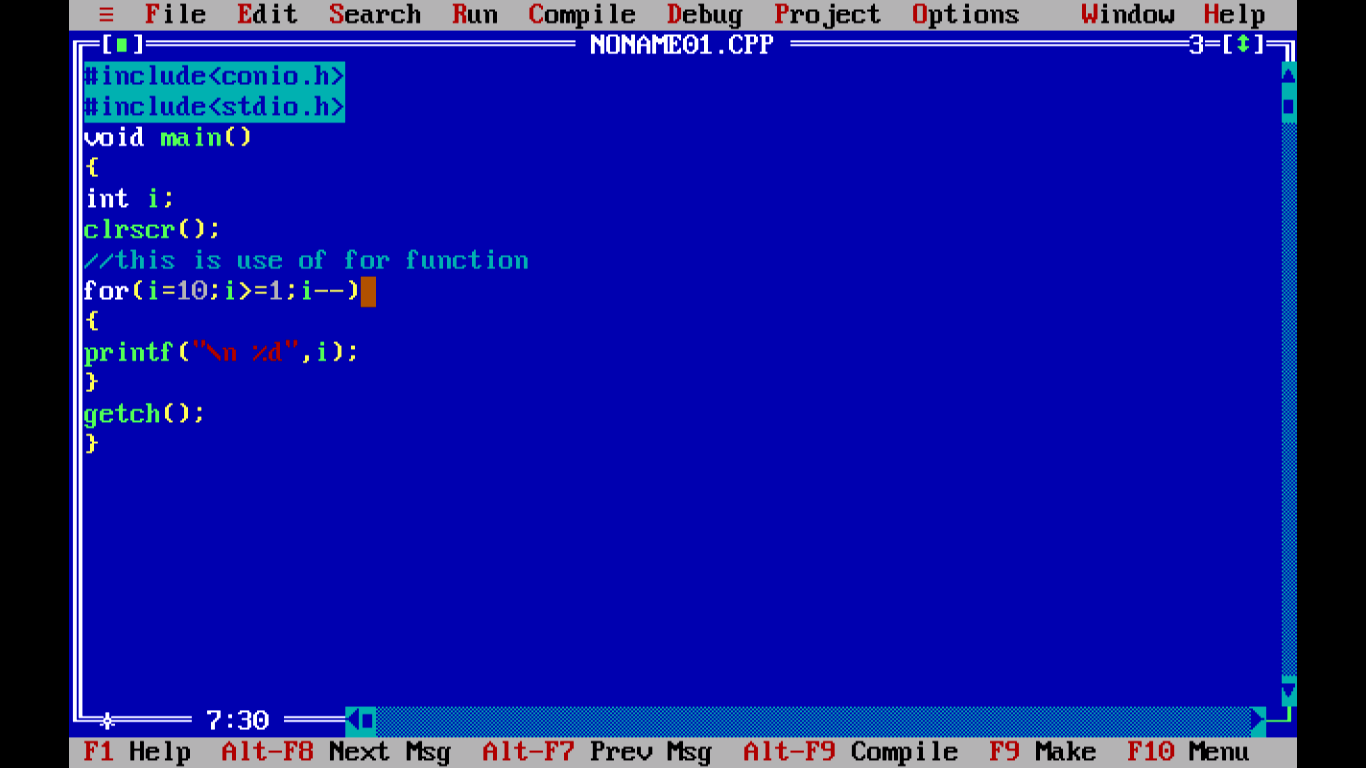 ≡ File Edit Search Run Compile Debug Project Options Window Help
[■] NONAME01.CPP 3=[↕]
#include<conio.h>
#include<stdio.h>
void main()
{
int i;
clrscr();
//this is use of for function
for(i=10;i>=1;i--)
{
printf("\n %d",i);
}
getch();
}
7:30
F1 Help Alt-F8 Next Msg Alt-F7 Prev Msg Alt-F9 Compile F9 Make F10 Menu